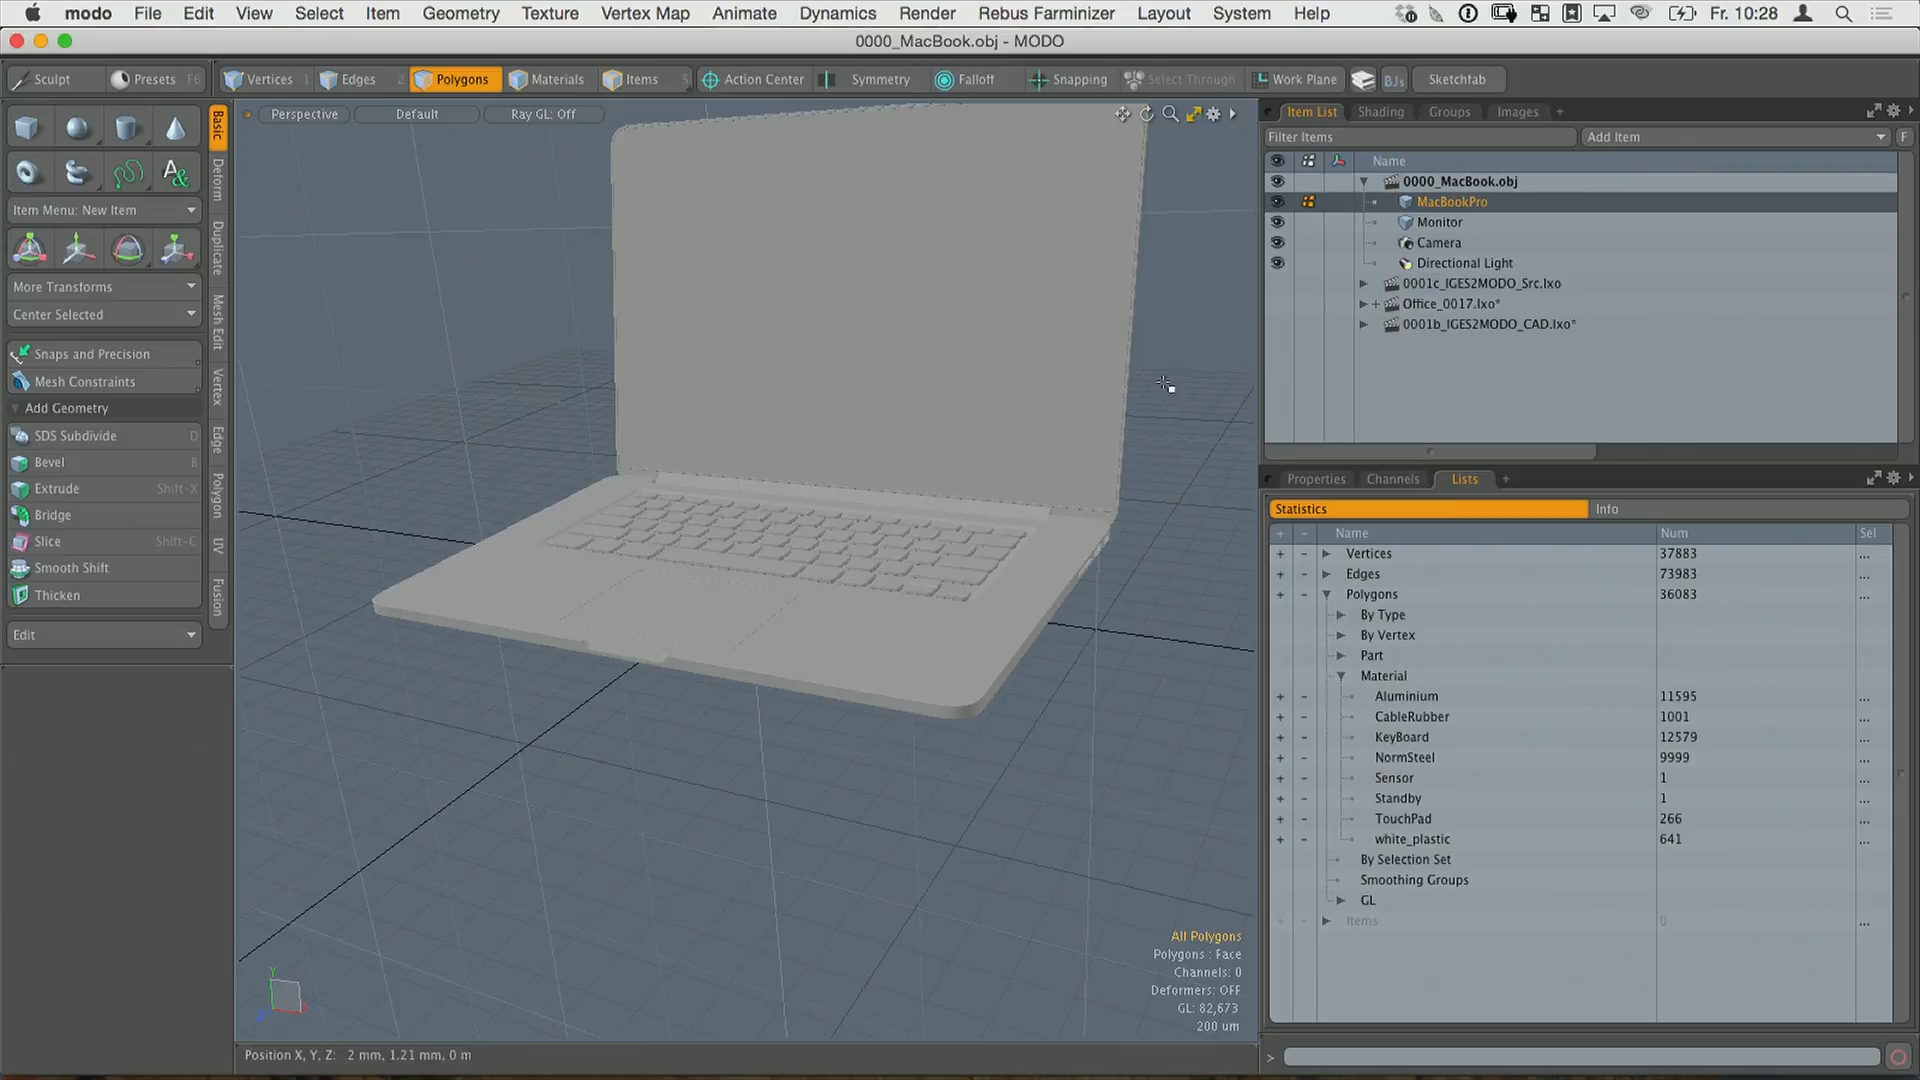 modo File Edit View Select Item Geometry Texture Vertex Map Animate Dynamics Render Rebus Farminizer Layout System Help Fr. 10:28
0000_MacBook.obj - MODO
Sculpt Presets F6 Vertices 1 Edges 2 Polygons Materials Items 5 Action Center Symmetry Falloff Snapping Select Through Work Plane BJs Sketchfab
Perspective Default Ray GL: Off
Basic
Deform
Duplicate
Mesh Edit
Vertex
Edge
Polygon
UV
Fusion
Item Menu: New Item
More Transforms
Center Selected
Snaps and Precision
Mesh Constraints
Add Geometry
SDS Subdivide D
Bevel B
Extrude Shift-X
Bridge
Slice Shift-C
Smooth Shift
Thicken
Edit
Item List Shading Groups Images +
Filter Items Add Item F
Name
0000_MacBook.obj
MacBookPro
Monitor
Camera
Directional Light
0001c_IGES2MODO_Src.lxo
+ Office_0017.lxo*
0001b_IGES2MODO_CAD.lxo*
Properties Channels Lists +
Statistics Info
+ - Name Num Sel
+ - Vertices 37883 ...
+ - Edges 73983 ...
+ - Polygons 36083 ...
By Type
By Vertex
Part
Material
+ - Aluminium 11595 ...
+ - CableRubber 1001 ...
+ - KeyBoard 12579 ...
+ - NormSteel 9999 ...
+ - Sensor 1 ...
+ - Standby 1 ...
+ - TouchPad 266 ...
+ - white_plastic 641 ...
By Selection Set
Smoothing Groups
GL
+ - Items 0 ...
All Polygons
Polygons : Face
Channels: 0
Deformers: OFF
GL: 82,673
200 um
Y
Position X, Y, Z: 2 mm, 1.21 mm, 0 m
>